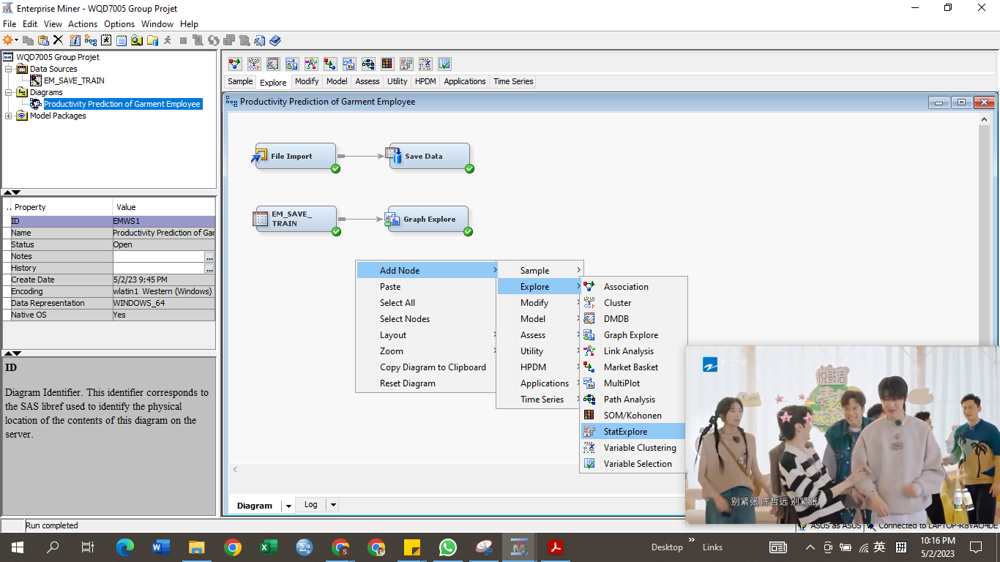 Enterprise Miner - WQD7005 Group Projet
File Edit View Actions Options Window Help
WQD7005 Group Projet
Data Sources
EM_SAVE_TRAIN
Diagrams
Productivity Prediction of Garment Employee
Model Packages
.. Property Value
ID EMWS1
Name Productivity Prediction of Gar
Status Open
Notes ...
History ...
Create Date 5/2/23 9:45 PM
Encoding wlatin1 Western (Windows)
Data Representation WINDOWS_64
Native OS Yes
ID
Diagram Identifier. This identifier corresponds to
the SAS libref used to identify the physical
location of the contents of this diagram on the
server.
Sample Explore Modify Model Assess Utility HPDM Applications Time Series
Productivity Prediction of Garment Employee
File Import
Save Data
EM_SAVE_
TRAIN
Graph Explore
Add Node
Paste
Select All
Select Nodes
Layout
Zoom
Copy Diagram to Clipboard
Reset Diagram
Sample
Explore
Modify
Model
Assess
Utility
HPDM
Applications
Time Series
Association
Cluster
DMDB
Graph Explore
Link Analysis
Market Basket
MultiPlot
Path Analysis
SOM/Kohonen
StatExplore
Variable Clustering
Variable Selection
悦鲜活
别紧张 陈哲远 别紧张
Diagram Log
Run completed
ASUS as ASUS Connected to LAPTOP-R8VAO4DE
Desktop Links 英 拼
10:16 PM
5/2/2023